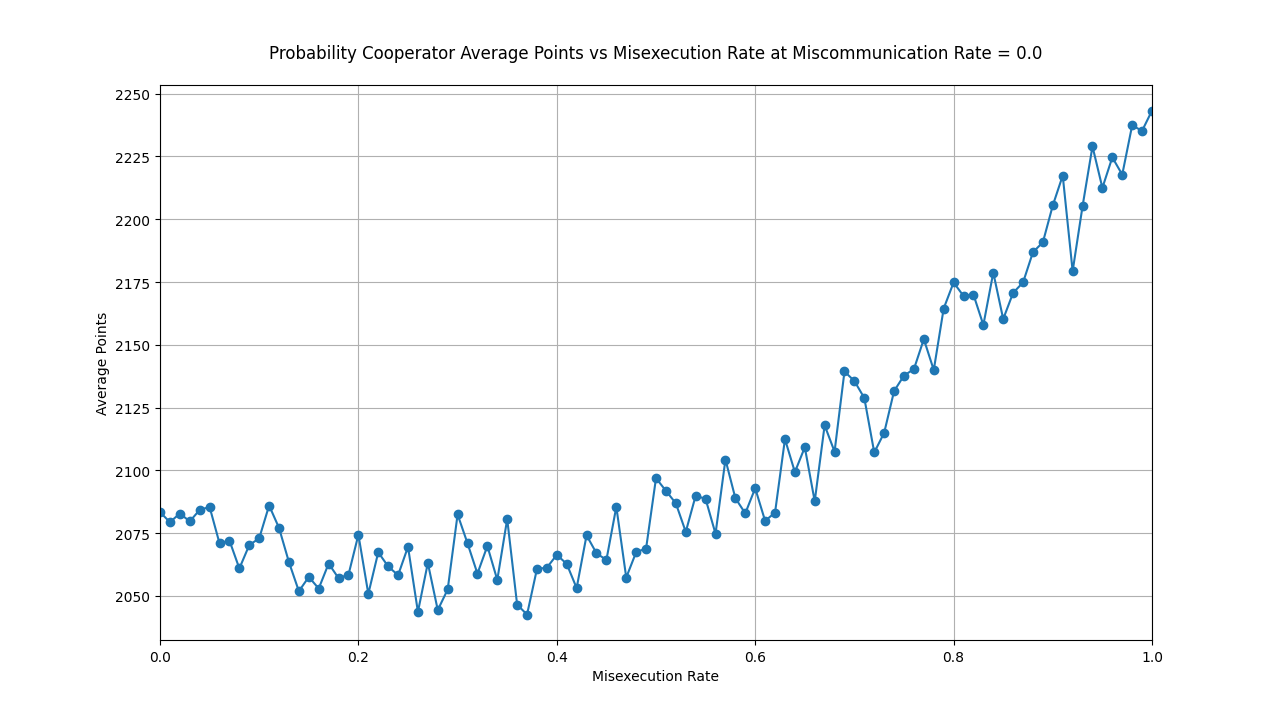 Probability Cooperator Average Points vs Misexecution Rate at Miscommunication Rate = 0.0
2250
2225
2200
2175
2150
2125
2100
2075
2050
Average Points
0.0 0.2 0.4 0.6 0.8 1.0
Misexecution Rate